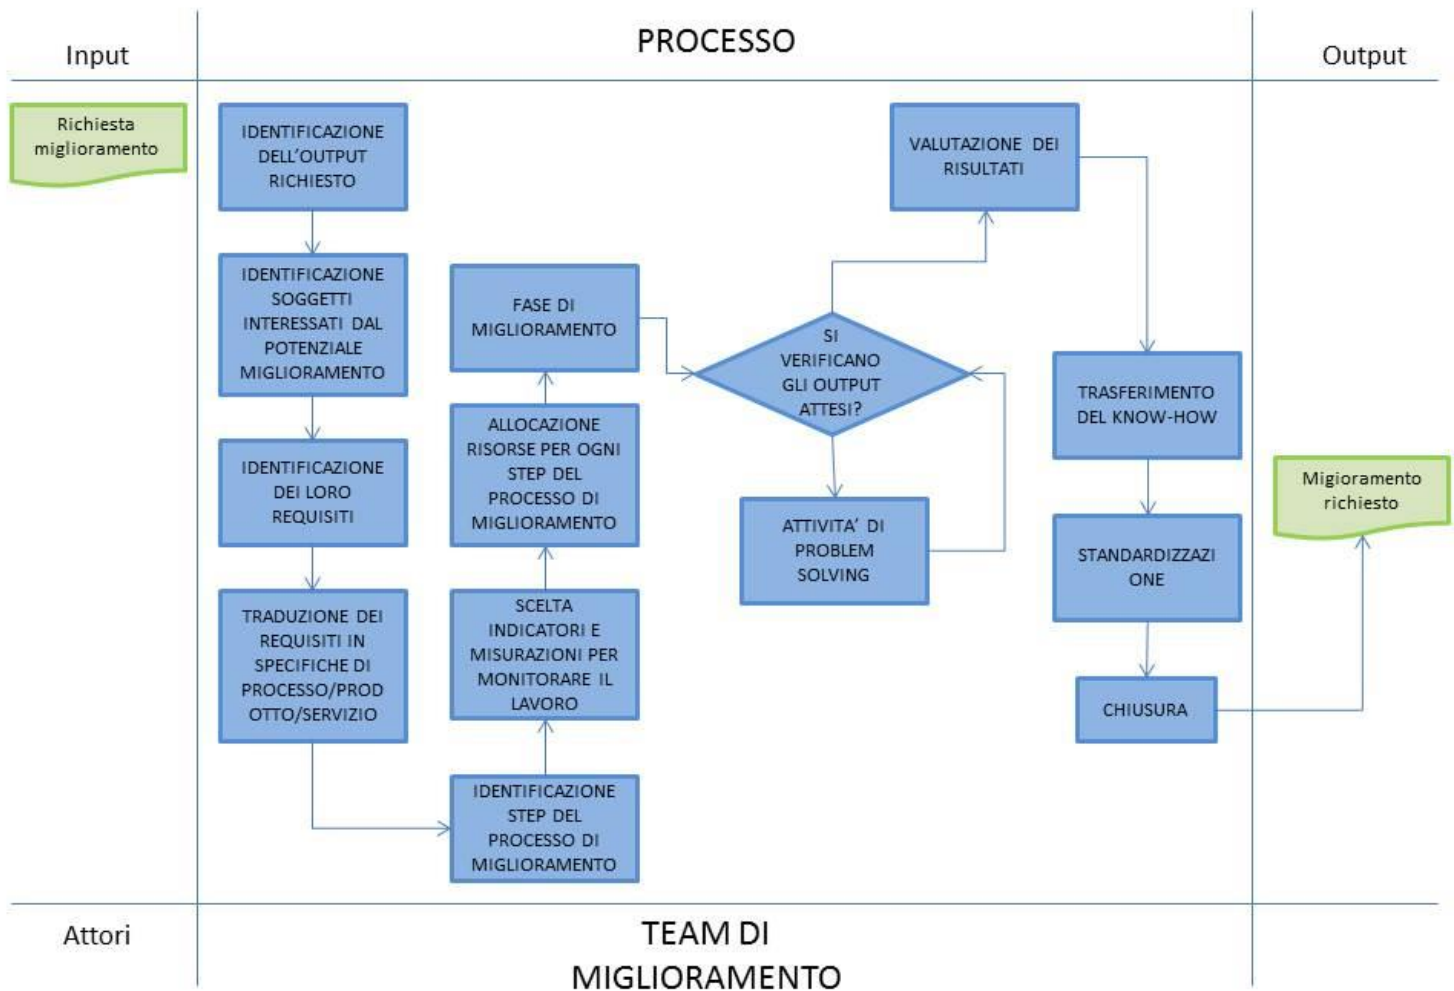 Input
PROCESSO
Output
Richiesta
miglioramento
IDENTIFICAZIONE
DELL'OUTPUT
RICHIESTO
IDENTIFICAZIONE
SOGGETTI
INTERESSATI DAL
POTENZIALE
MIGLIORAMENTO
IDENTIFICAZIONE
DEI LORO
REQUISITI
TRADUZIONE DEI
REQUISITI IN
SPECIFICHE DI
PROCESSO/PROD
OTTO/SERVIZIO
IDENTIFICAZIONE
STEP DEL
PROCESSO DI
MIGLIORAMENTO
SCELTA
INDICATORI E
MISURAZIONI PER
MONITORARE IL
LAVORO
ALLOCAZIONE
RISORSE PER OGNI
STEP DEL
PROCESSO DI
MIGLIORAMENTO
FASE DI
MIGLIORAMENTO
SI
VERIFICANO
GLI OUTPUT
ATTESI?
ATTIVITA' DI
PROBLEM
SOLVING
VALUTAZIONE DEI
RISULTATI
TRASFERIMENTO
DEL KNOW-HOW
STANDARDIZZAZI
ONE
CHIUSURA
Migioramento
richiesto
Attori
TEAM DI
MIGLIORAMENTO